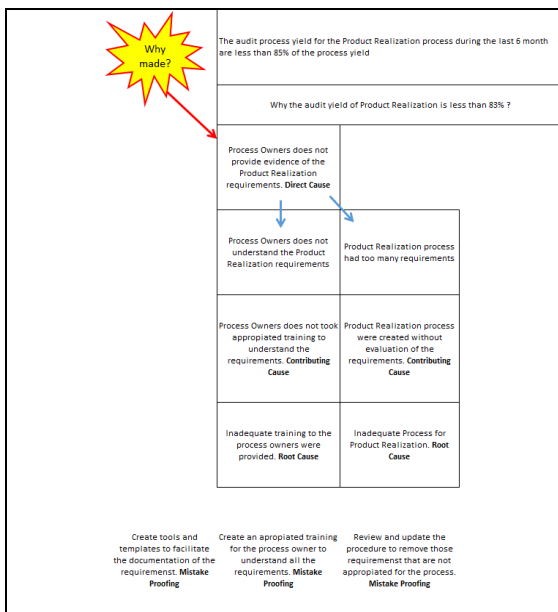 Why
made?
The audit process yield for the Product Realization process during the last 6 month
are less than 85% of the process yield
Why the audit yield of Product Realization is less than 83% ?
Process Owners does not
provide evidence of the
Product Realization
requirements. Direct Cause
Process Owners does not
understand the Product
Realization requirements
Product Realization process
had too many requirements
Process Owners does not took
appropiated training to
understand the
requirements. Contributing
Cause
Product Realization process
were created without
evaluation of the
requirements. Contributing
Cause
Inadequate training to the
process owners were
provided. Root Cause
Inadequate Process for
Product Realization. Root
Cause
Create tools and
templates to facilitate
the documentation of the
requiremenst. Mistake
Proofing
Create an apropiated training
for the process owner to
understand all the
requirements. Mistake
Proofing
Review and update the
procedure to remove those
requiremenst that are not
appropiated for the process.
Mistake Proofing